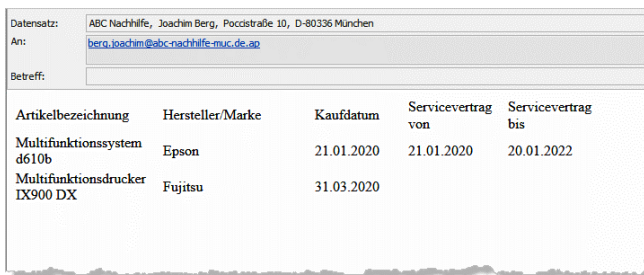 Datensatz: ABC Nachhilfe, Joachim Berg, Poccistraße 10, D-80336 München
An: berg.joachim@abc-nachhilfe-muc.de.ap
Betreff:
Artikelbezeichnung Hersteller/Marke Kaufdatum Servicevertrag von Servicevertrag bis
Multifunktionssystem d610b Epson 21.01.2020 21.01.2020 20.01.2022
Multifunktionsdrucker IX900 DX Fujitsu 31.03.2020